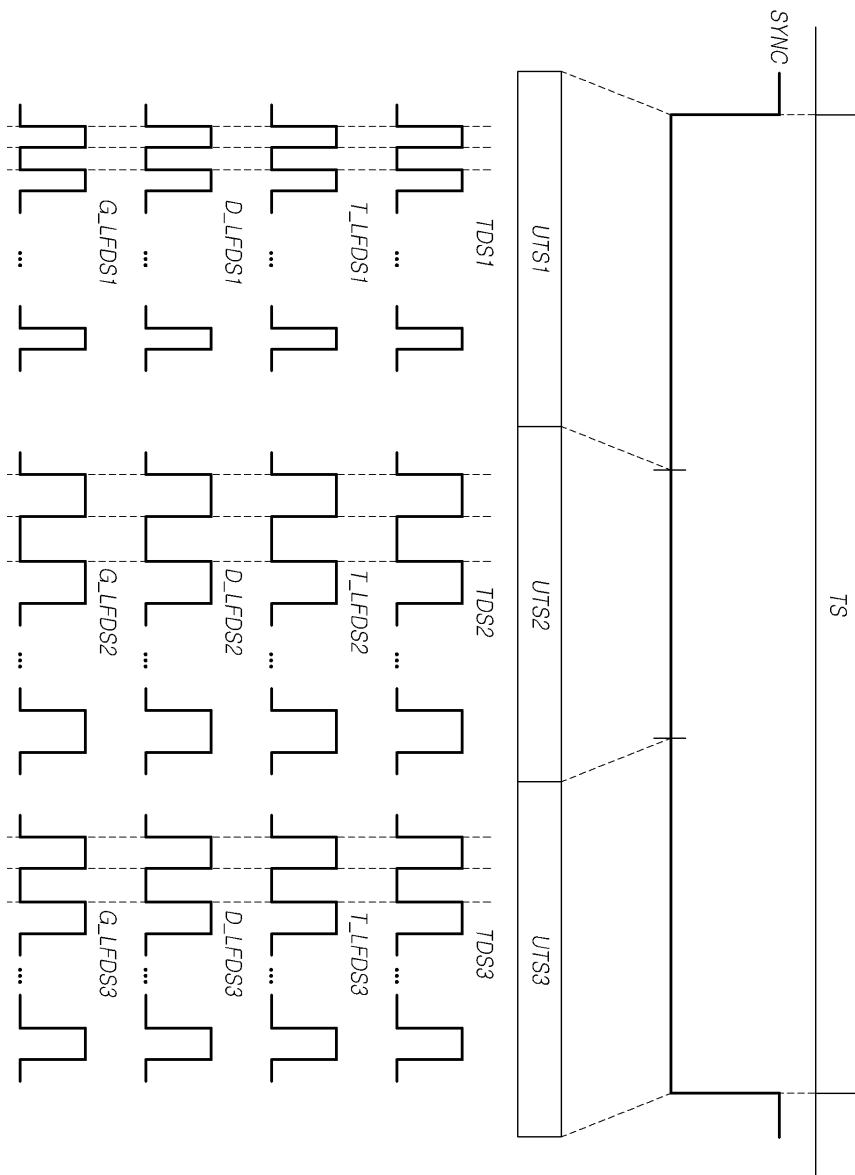 TS
SYNC
UTS1 UTS2 UTS3
TDS1 TDS2 TDS3
... ... ...
T_LFDS1 T_LFDS2 T_LFDS3
... ... ...
D_LFDS1 D_LFDS2 D_LFDS3
... ... ...
G_LFDS1 G_LFDS2 G_LFDS3
... ... ...